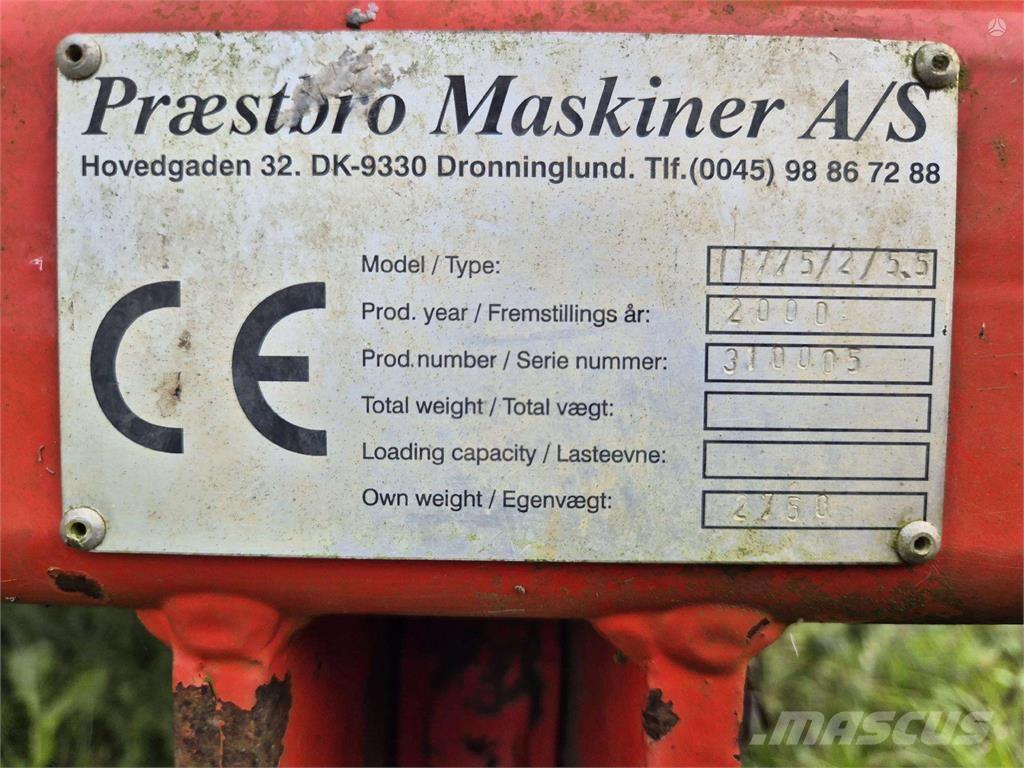 Præstbro Maskiner A/S
Hovedgaden 32. DK-9330 Dronninglund. Tlf.(0045) 98 86 72 88
CE
Model / Type:
Prod. year / Fremstillings år: 2000
Prod. number / Serie nummer: 310005
Total weight / Total vægt:
Loading capacity / Lasteevne:
Own weight / Egenvægt:
MASCUS